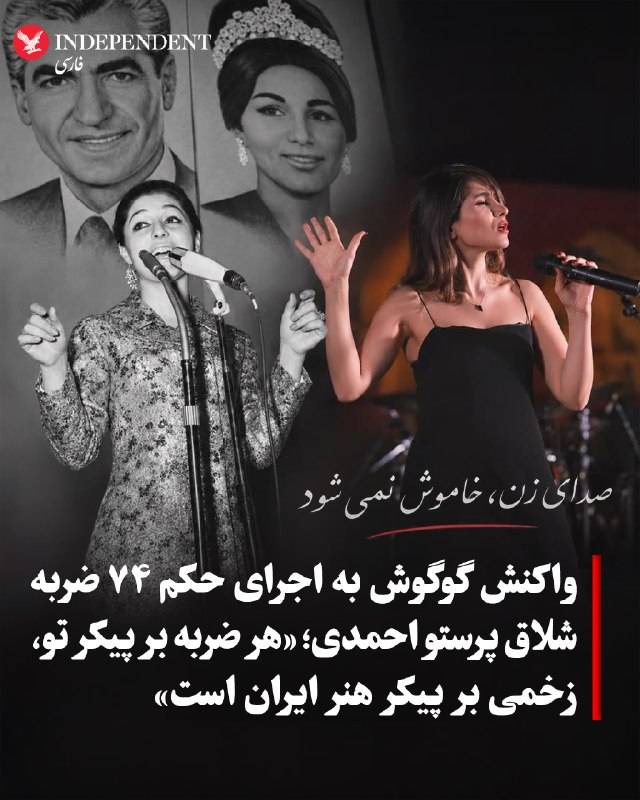 INDEPENDENT
فارسی
صدای زن، خاموش نمی شود
واکنش گوگوش به اجرای حکم ۷۴ ضربه
شلاق پرستو احمدی؛ «هر ضربه بر پیکر تو،
زخمی بر پیکر هنر ایران است»